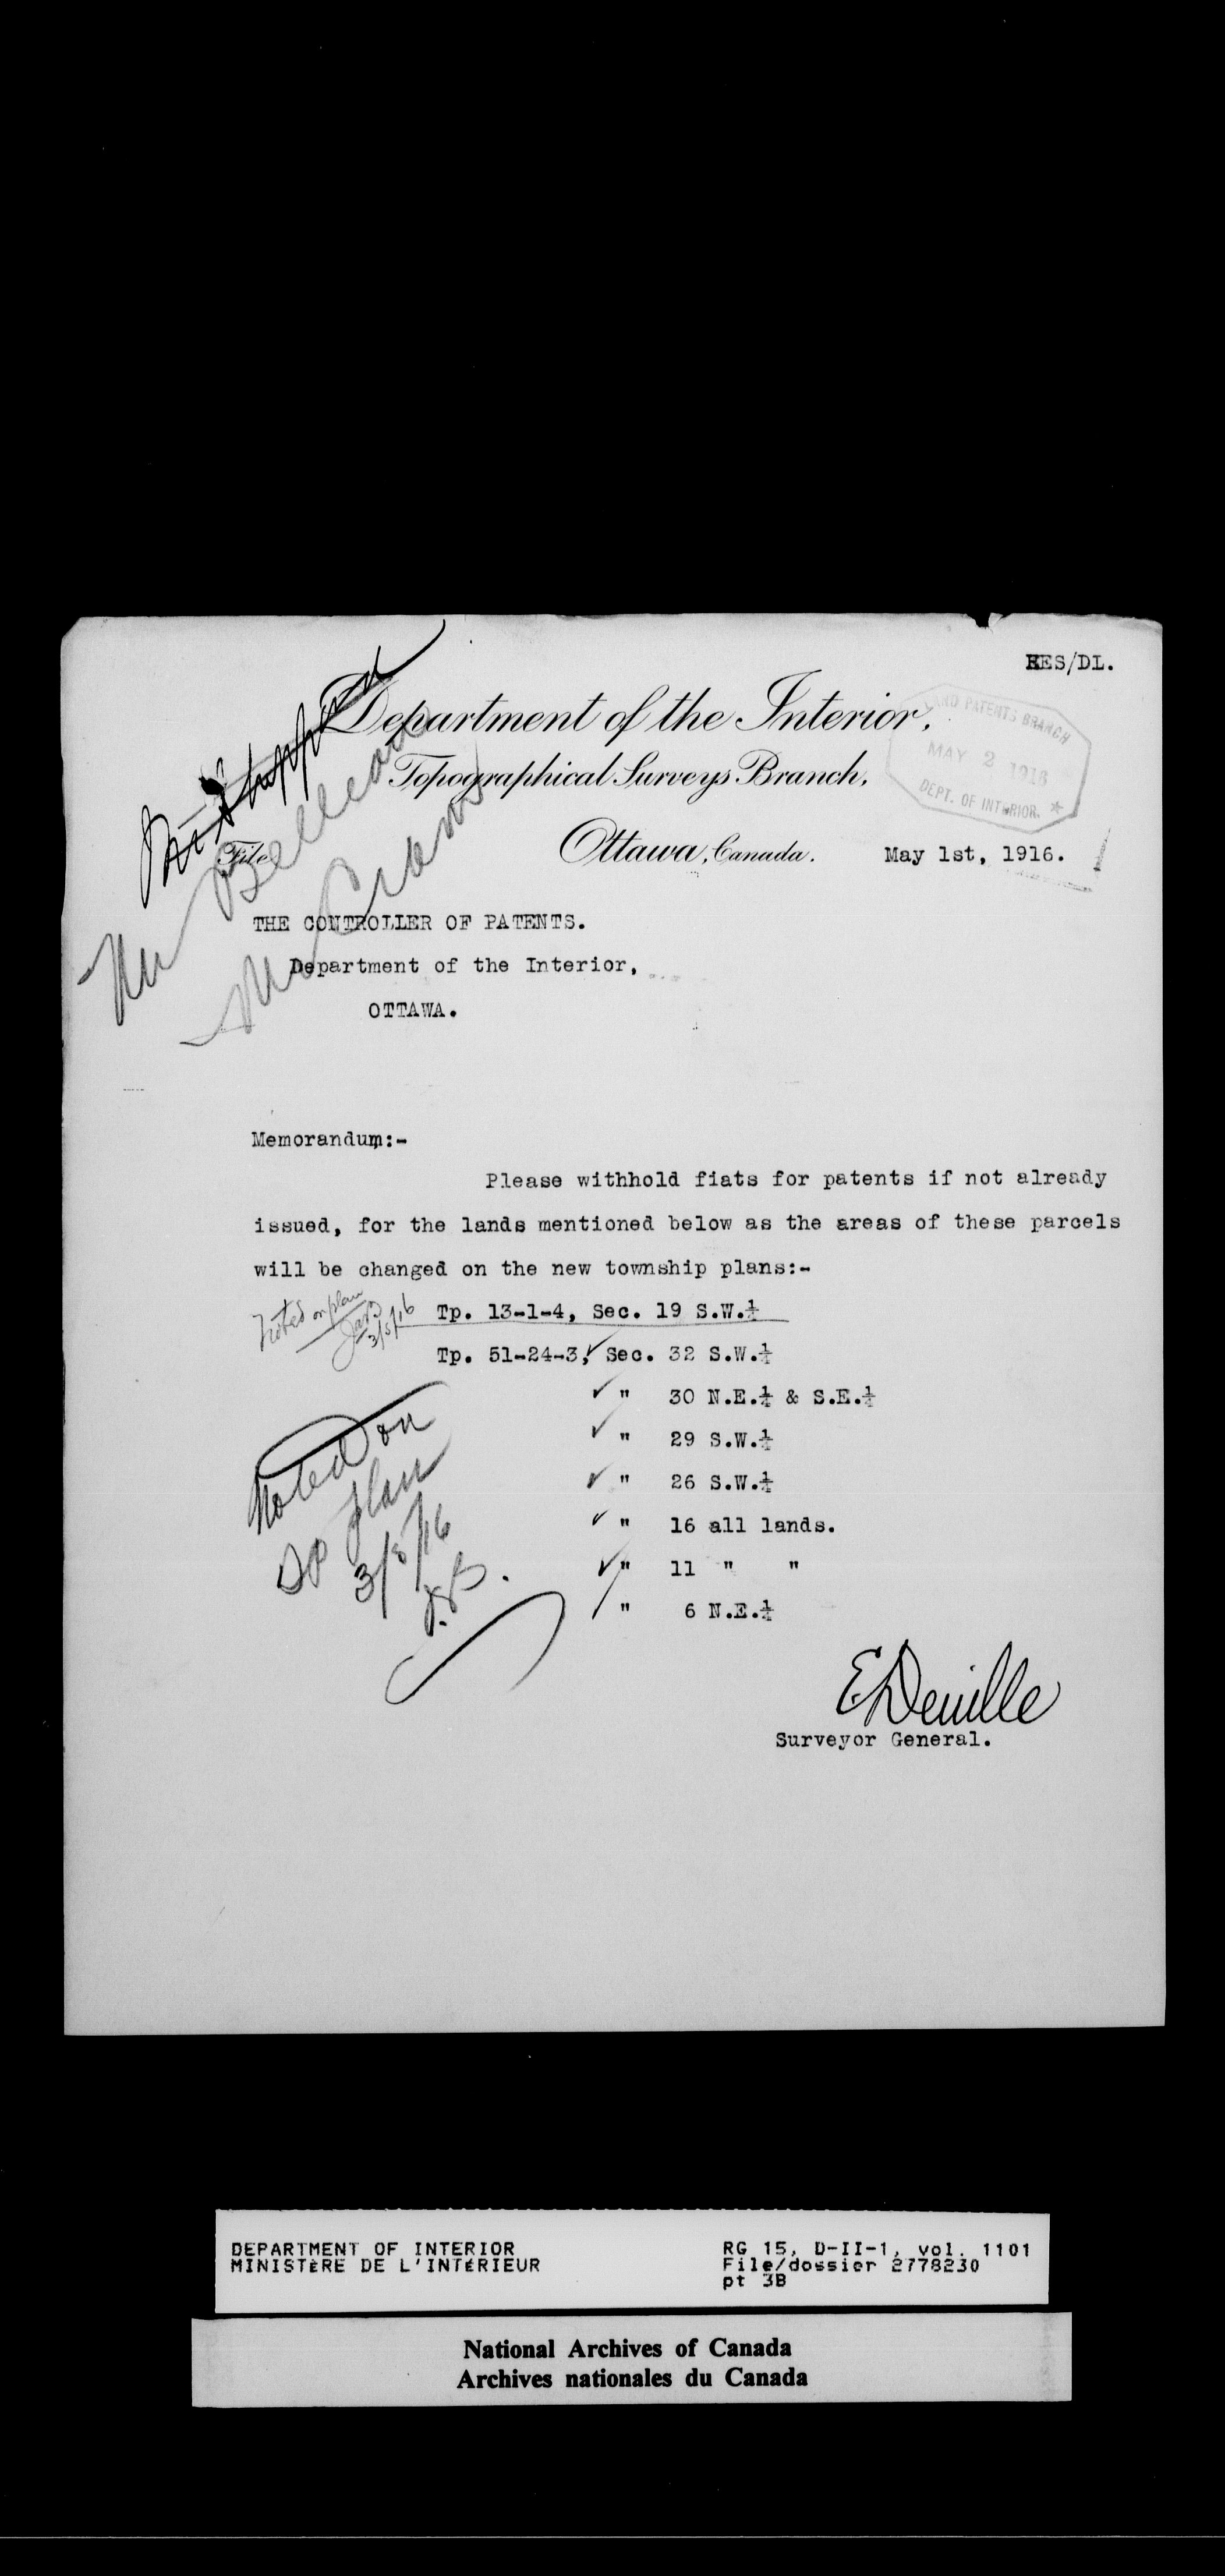 RES/DL.
Department of the Interior,
Topographical Surveys Branch,
LAND PATENTS BRANCH
MAY 2 1916
DEPT. OF INTERIOR.
File
Ottawa, Canada. May 1st, 1916.
THE CONTROLLER OF PATENTS.
Department of the Interior,
OTTAWA.
Memorandum:-
Please withhold fiats for patents if not already
issued, for the lands mentioned below as the areas of these parcels
will be changed on the new township plans:-
Noted on plan
3/5/16
Tp. 13-1-4, Sec. 19 S.W.¼
Tp. 51-24-3, Sec. 32 S.W.¼
" 30 N.E.¼ & S.E.¼
" 29 S.W.¼
" 26 S.W.¼
" 16 all lands.
" 11 " "
" 6 N.E.¼
Noted on
plan
3/5/16
E Deville
Surveyor General.
DEPARTMENT OF INTERIOR
MINISTÈRE DE L'INTÉRIEUR
RG 15, D-II-1, vol. 1101
File/dossier 2778230
pt 3B
National Archives of Canada
Archives nationales du Canada